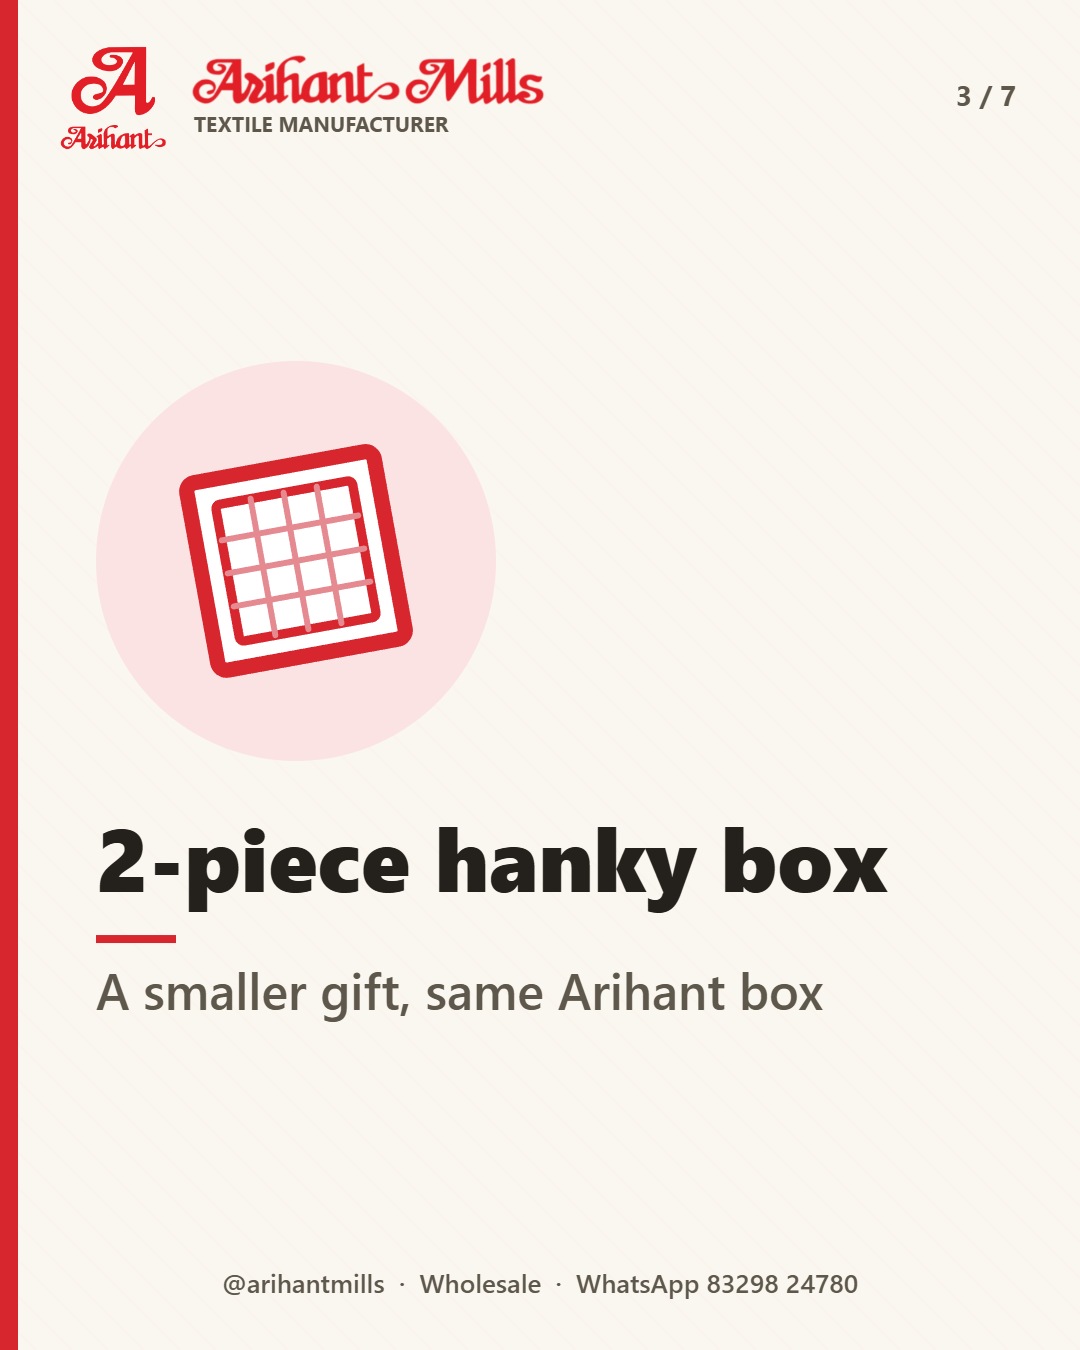 A
Arihant
Arihant Mills
TEXTILE MANUFACTURER
3 / 7
2-piece hanky box
A smaller gift, same Arihant box
@arihantmills · Wholesale · WhatsApp 83298 24780